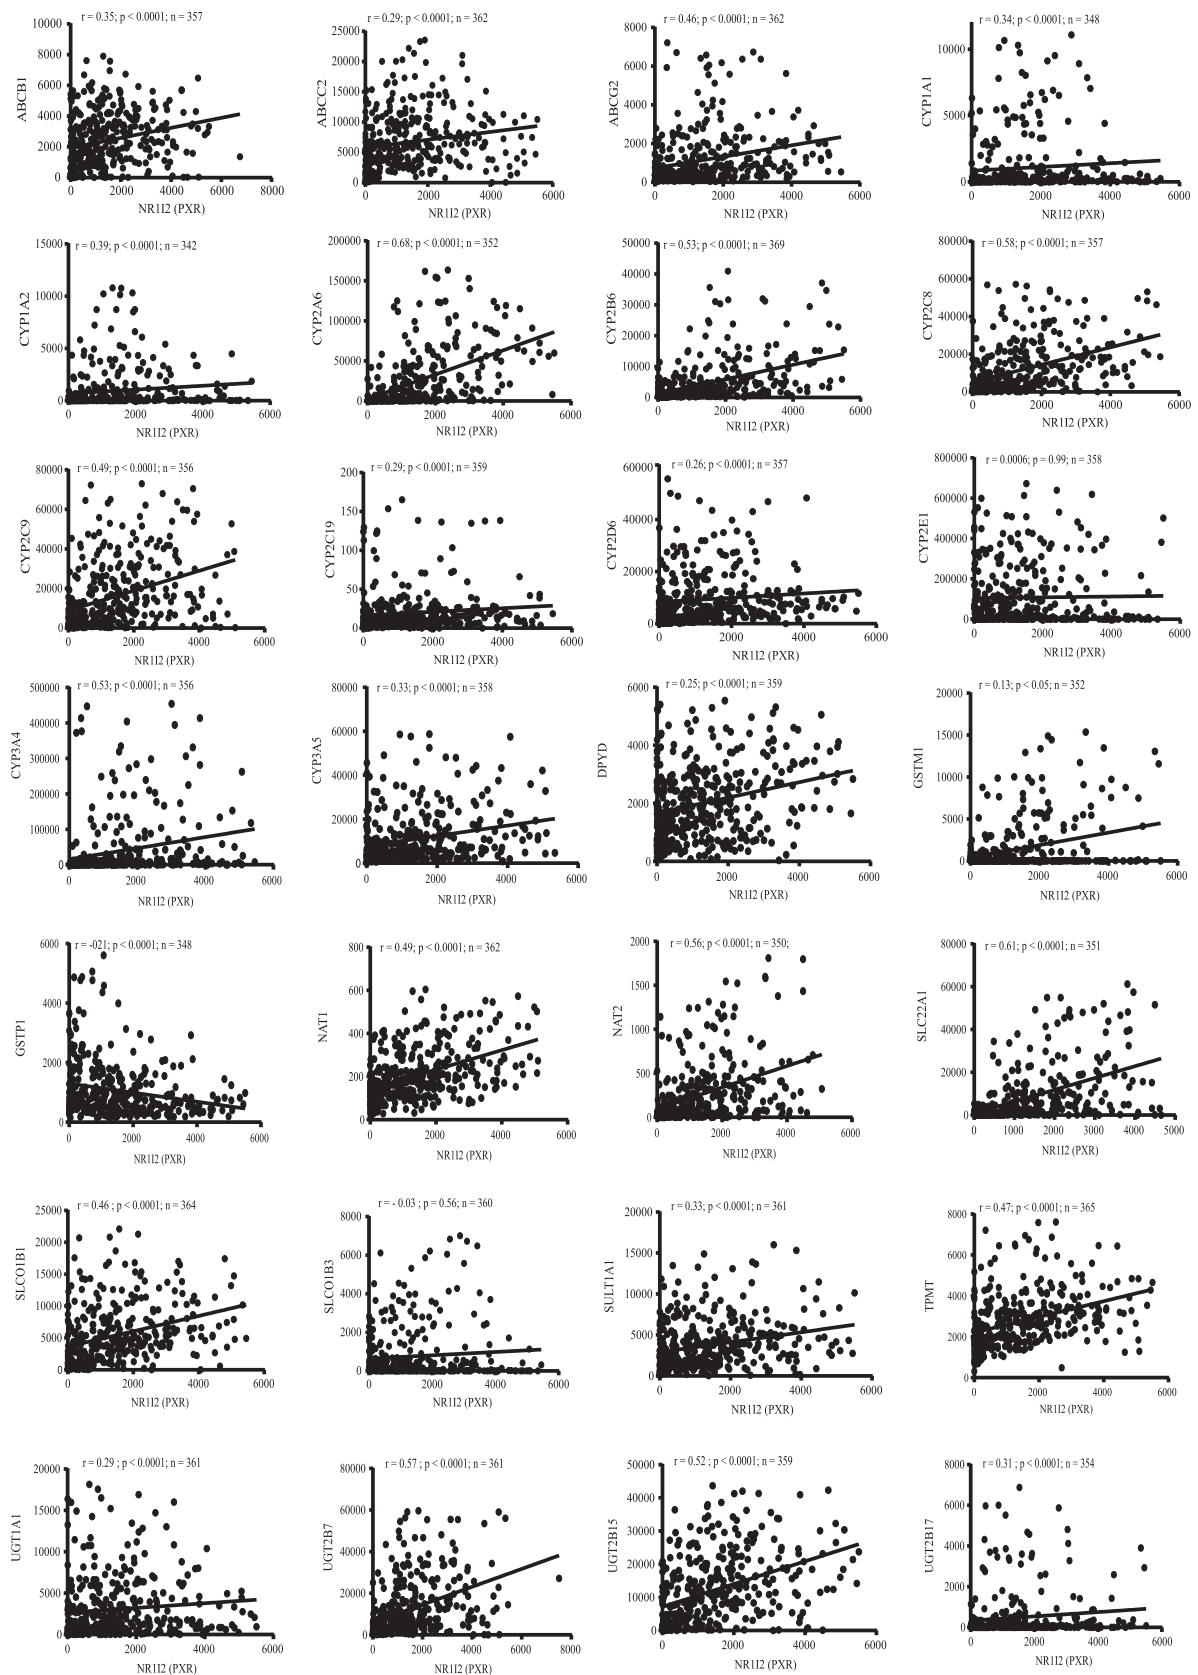 r = 0.35; p < 0.0001; n = 357
ABCB1
10000
8000
6000
4000
2000
0
0 2000 4000 6000 8000
NR1I2 (PXR)
r = 0.29; p < 0.0001; n = 362
ABCC2
25000
20000
15000
10000
5000
0
0 2000 4000 6000
NR1I2 (PXR)
r = 0.46; p < 0.0001; n = 362
ABCG2
8000
6000
4000
2000
0
0 2000 4000 6000
NR1I2 (PXR)
r = 0.34; p < 0.0001; n = 348
CYP1A1
10000
5000
0
0 2000 4000 6000
NR1I2 (PXR)
r = 0.39; p < 0.0001; n = 342
CYP1A2
15000
10000
5000
0
0 2000 4000 6000
NR1I2 (PXR)
r = 0.68; p < 0.0001; n = 352
CYP2A6
200000
150000
100000
50000
0
0 2000 4000 6000
NR1I2 (PXR)
r = 0.53; p < 0.0001; n = 369
CYP2B6
50000
40000
30000
20000
10000
0
0 2000 4000 6000
NR1I2 (PXR)
r = 0.58; p < 0.0001; n = 357
CYP2C8
80000
60000
40000
20000
0
0 2000 4000 6000
NR1I2 (PXR)
r = 0.49; p < 0.0001; n = 356
CYP2C9
80000
60000
40000
20000
0
0 2000 4000 6000
NR1I2 (PXR)
r = 0.29; p < 0.0001; n = 359
CYP2C19
200
150
100
50
0
0 2000 4000 6000
NR1I2 (PXR)
r = 0.26; p < 0.0001; n = 357
CYP2D6
60000
40000
20000
0
0 2000 4000 6000
NR1I2 (PXR)
r = 0.0006; p = 0.99; n = 358
CYP2E1
800000
600000
400000
200000
0
0 2000 4000 6000
NR1I2 (PXR)
r = 0.53; p < 0.0001; n = 356
CYP3A4
500000
400000
300000
200000
100000
0
0 2000 4000 6000
NR1I2 (PXR)
r = 0.33; p < 0.0001; n = 358
CYP3A5
80000
60000
40000
20000
0
0 2000 4000 6000
NR1I2 (PXR)
r = 0.25; p < 0.0001; n = 359
DPYD
6000
4000
2000
0
0 2000 4000 6000
NR1I2 (PXR)
r = 0.13; p < 0.05; n = 352
GSTM1
20000
15000
10000
5000
0
0 2000 4000 6000
NR1I2 (PXR)
r = -021; p < 0.0001; n = 348
GSTP1
6000
4000
2000
0
0 2000 4000 6000
NR1I2 (PXR)
r = 0.49; p < 0.0001; n = 362
NAT1
800
600
400
200
0
0 2000 4000 6000
NR1I2 (PXR)
r = 0.56; p < 0.0001; n = 350;
NAT2
2000
1500
1000
500
0
0 2000 4000 6000
NR1I2 (PXR)
r = 0.61; p < 0.0001; n = 351
SLC22A1
80000
60000
40000
20000
0
0 1000 2000 3000 4000 5000
NR1I2 (PXR)
r = 0.46 ; p < 0.0001; n = 364
SLCO1B1
25000
20000
15000
10000
5000
0
0 2000 4000 6000
NR1I2 (PXR)
r = - 0.03 ; p = 0.56; n = 360
SLCO1B3
8000
6000
4000
2000
0
0 2000 4000 6000
NR1I2 (PXR)
r = 0.33; p < 0.0001; n = 361
SULT1A1
20000
15000
10000
5000
0
0 2000 4000 6000
NR1I2 (PXR)
r = 0.47; p < 0.0001; n = 365
TPMT
8000
6000
4000
2000
0
0 2000 4000 6000
NR1I2 (PXR)
r = 0.29 ; p < 0.0001; n = 361
UGT1A1
20000
15000
10000
5000
0
0 2000 4000 6000
NR1I2 (PXR)
r = 0.57 ; p < 0.0001; n = 361
UGT2B7
80000
60000
40000
20000
0
0 2000 4000 6000 8000
NR1I2 (PXR)
r = 0.52 ; p < 0.0001; n = 359
UGT2B15
50000
40000
30000
20000
10000
0
0 2000 4000 6000
NR1I2 (PXR)
r = 0.31 ; p < 0.0001; n = 354
UGT2B17
8000
6000
4000
2000
0
0 2000 4000 6000
NR1I2 (PXR)